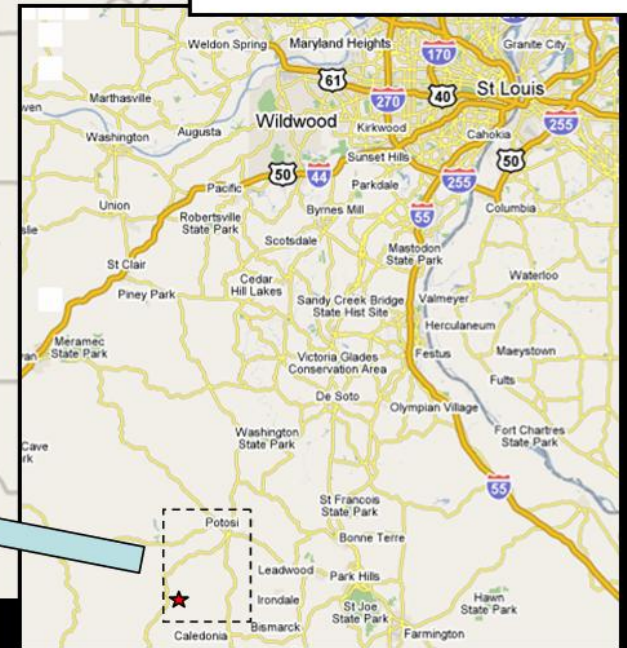 Weldon Spring
Maryland Heights
170
Granite City
61
St Louis
Marthasville
270
40
Wildwood
255
Washington
Augusta
Kirkwood
Cahokia
Sunset Hills
50
50
44
Pacific
Parkdale
255
Union
Byrnes Mill
55
Columbia
Robertsville
State Park
Scotsdale
Mastodon
State Park
St Clair
Cedar
Hill Lakes
Waterloo
Piney Park
Sandy Creek Bridge
State Hist Site
Valmeyer
Herculaneum
Meramec
State Park
Victoria Glades
Conservation Area
Festus
Maeystown
Fults
De Soto
Olympian Village
Washington
State Park
Fort Chartres
State Park
Cave
55
St Francois
State Park
Potosi
Bonne Terre
Leadwood
Park Hills
Irondale
St Joe
State Park
Hawn
State Park
Bismarck
Caledonia
Farmington